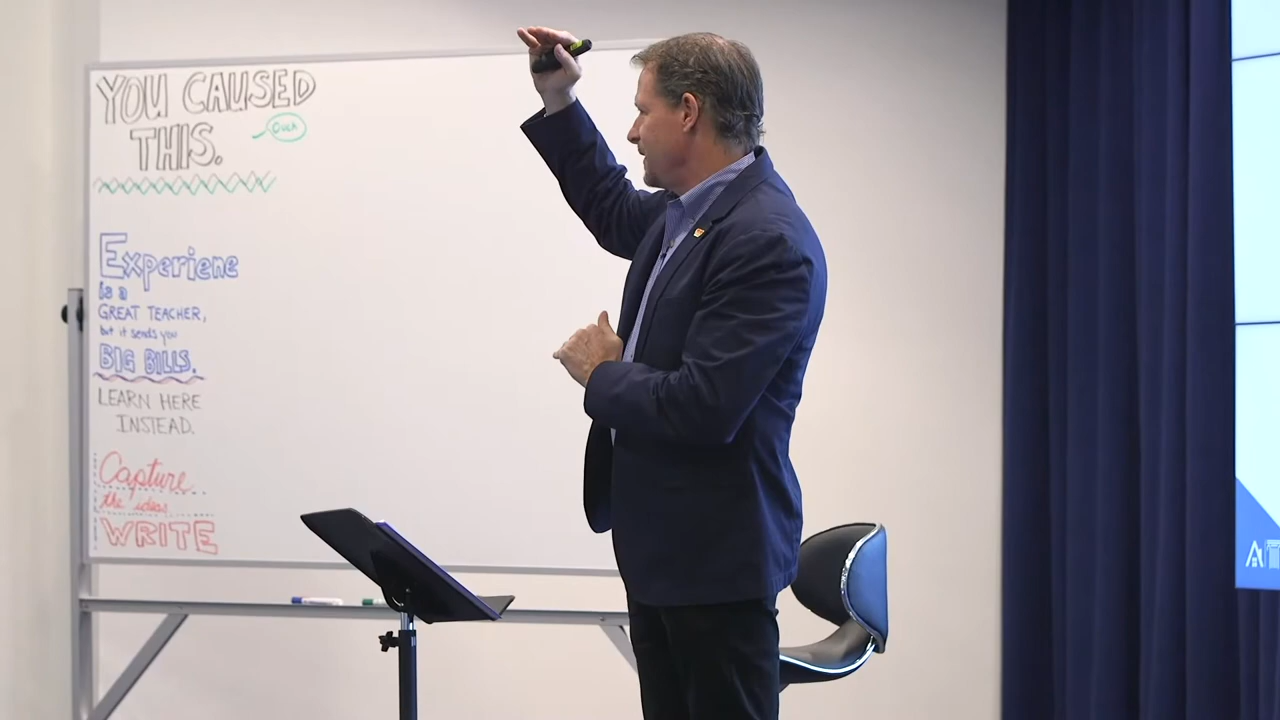 YOU CAUSED
THIS.
Ouch
Experiene
is a
GREAT TEACHER,
but it sends you
BIG BILLS.
LEARN HERE
INSTEAD.
Capture
the ideas
WRITE